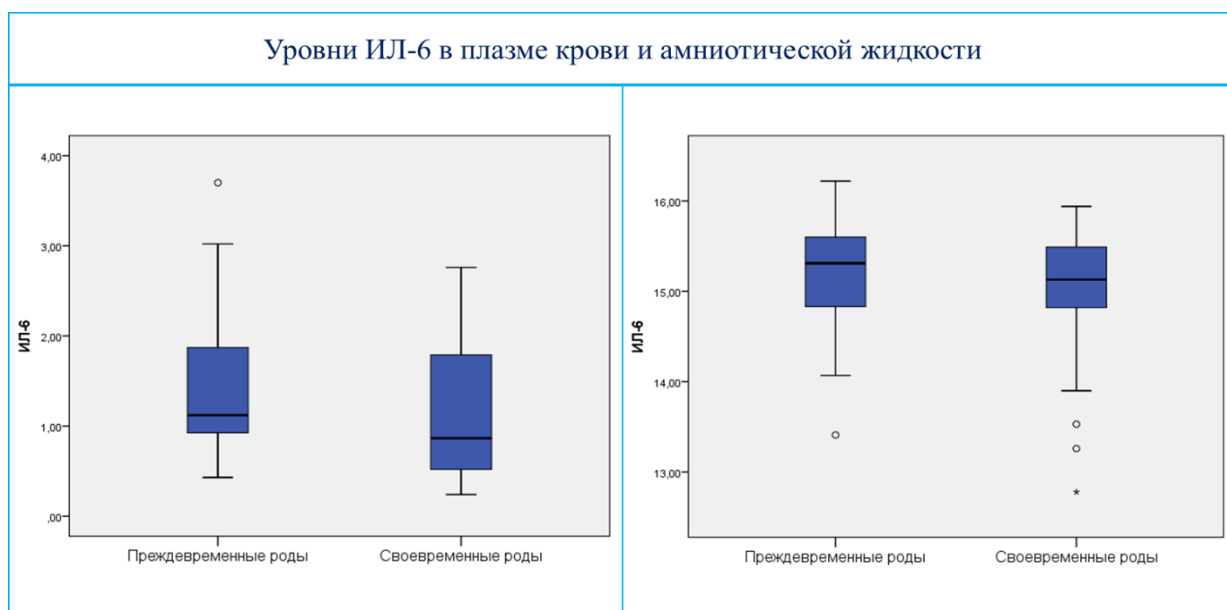 Уровни ИЛ-6 в плазме крови и амниотической жидкости
4,00
3,00
2,00
1,00
,00
ИЛ-6
Преждевременные роды Своевременные роды
16,00
15,00
14,00
13,00
ИЛ-6
Преждевременные роды Своевременные роды